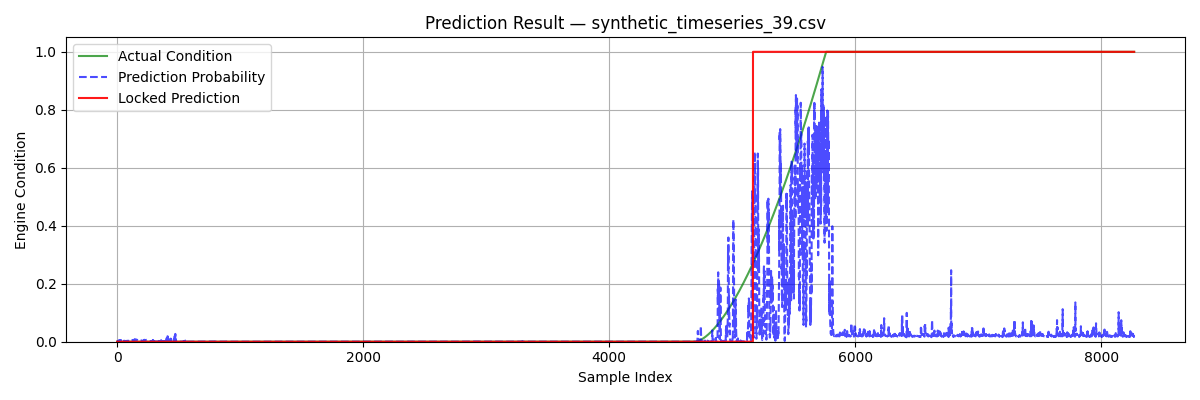 Prediction Result — synthetic_timeseries_39.csv
Actual Condition
Prediction Probability
Locked Prediction
Engine Condition
1.0
0.8
0.6
0.4
0.2
0.0
0 2000 4000 6000 8000
Sample Index